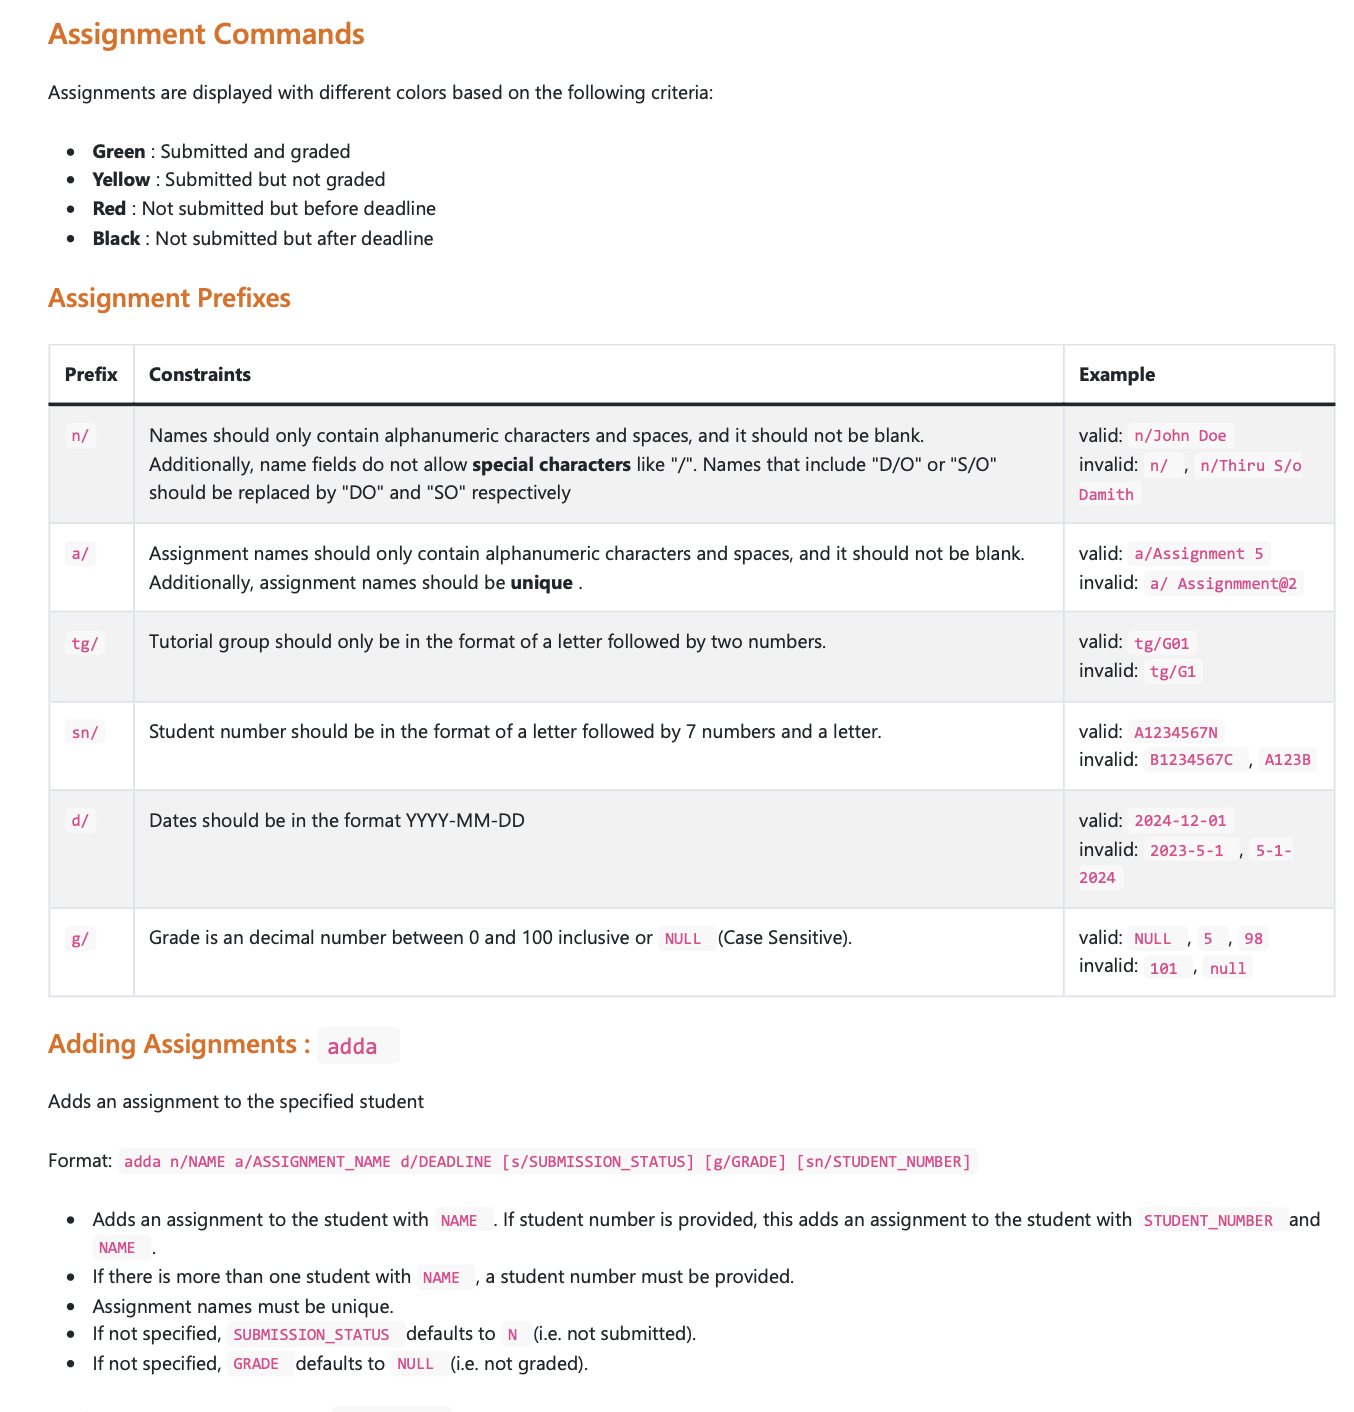 Assignment Commands
Assignments are displayed with different colors based on the following criteria:
• Green : Submitted and graded
• Yellow : Submitted but not graded
• Red : Not submitted but before deadline
• Black : Not submitted but after deadline
Assignment Prefixes
Prefix Constraints Example
n/ Names should only contain alphanumeric characters and spaces, and it should not be blank. valid: n/John Doe
Additionally, name fields do not allow special characters like "/". Names that include "D/O" or "S/O" invalid: n/ , n/Thiru S/o
should be replaced by "DO" and "SO" respectively Damith
a/ Assignment names should only contain alphanumeric characters and spaces, and it should not be blank. valid: a/Assignment 5
Additionally, assignment names should be unique . invalid: a/ Assignmment@2
tg/ Tutorial group should only be in the format of a letter followed by two numbers. valid: tg/G01
invalid: tg/G1
sn/ Student number should be in the format of a letter followed by 7 numbers and a letter. valid: A1234567N
invalid: B1234567C , A123B
d/ Dates should be in the format YYYY-MM-DD valid: 2024-12-01
invalid: 2023-5-1 , 5-1-
2024
g/ Grade is an decimal number between 0 and 100 inclusive or NULL (Case Sensitive). valid: NULL , 5 , 98
invalid: 101 , null
Adding Assignments : adda
Adds an assignment to the specified student
Format: adda n/NAME a/ASSIGNMENT_NAME d/DEADLINE [s/SUBMISSION_STATUS] [g/GRADE] [sn/STUDENT_NUMBER]
• Adds an assignment to the student with NAME . If student number is provided, this adds an assignment to the student with STUDENT_NUMBER and
NAME .
• If there is more than one student with NAME , a student number must be provided.
• Assignment names must be unique.
• If not specified, SUBMISSION_STATUS defaults to N (i.e. not submitted).
• If not specified, GRADE defaults to NULL (i.e. not graded).